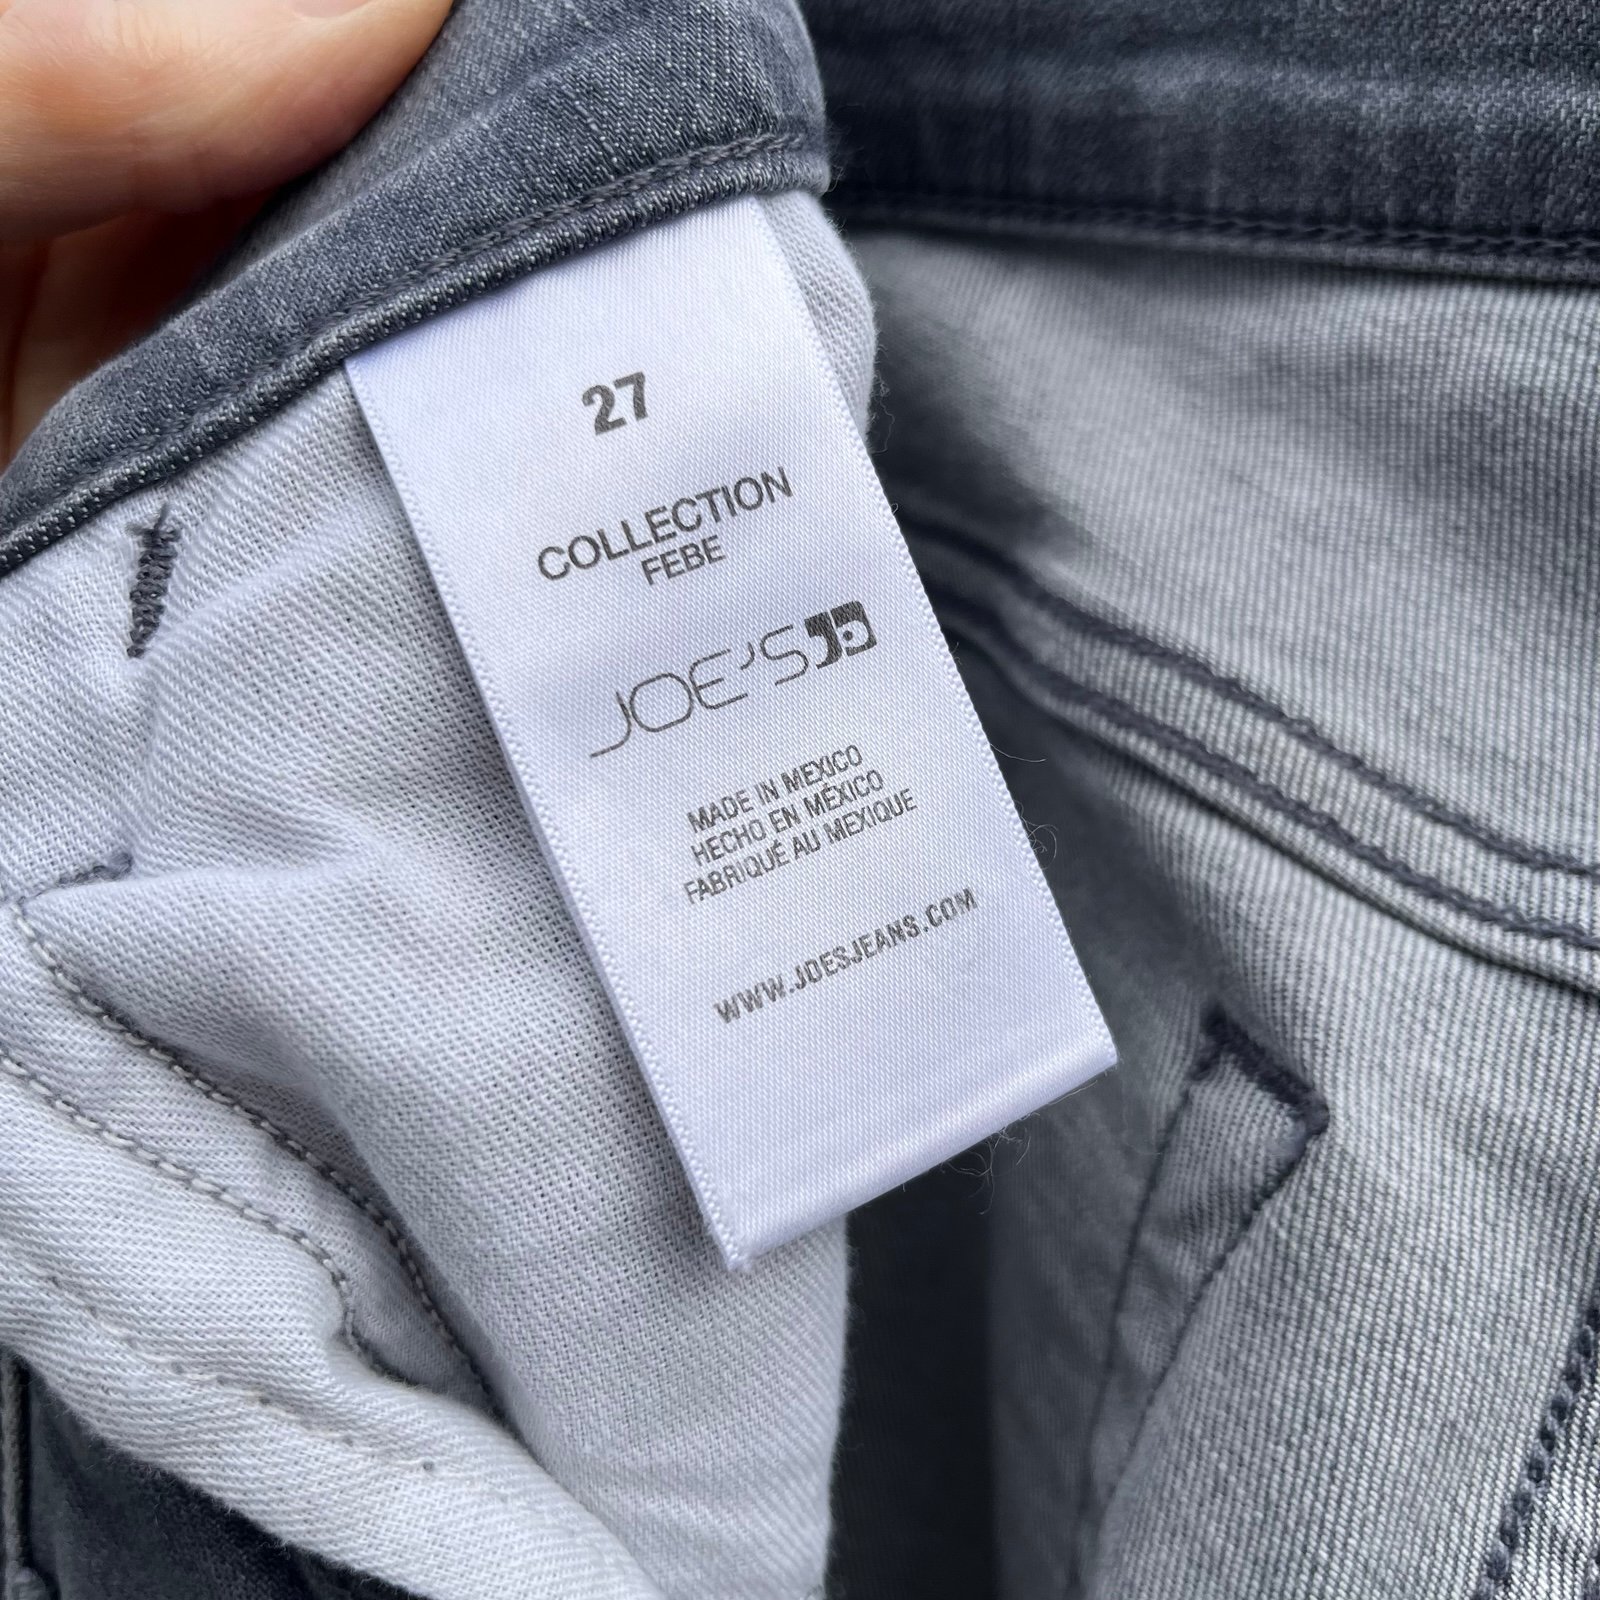 27
COLLECTION
FEBE
JOE'S
MADE IN MEXICO
HECHO EN MÉXICO
FABRIQUÉ AU MEXIQUE
WWW.JOESJEANS.COM